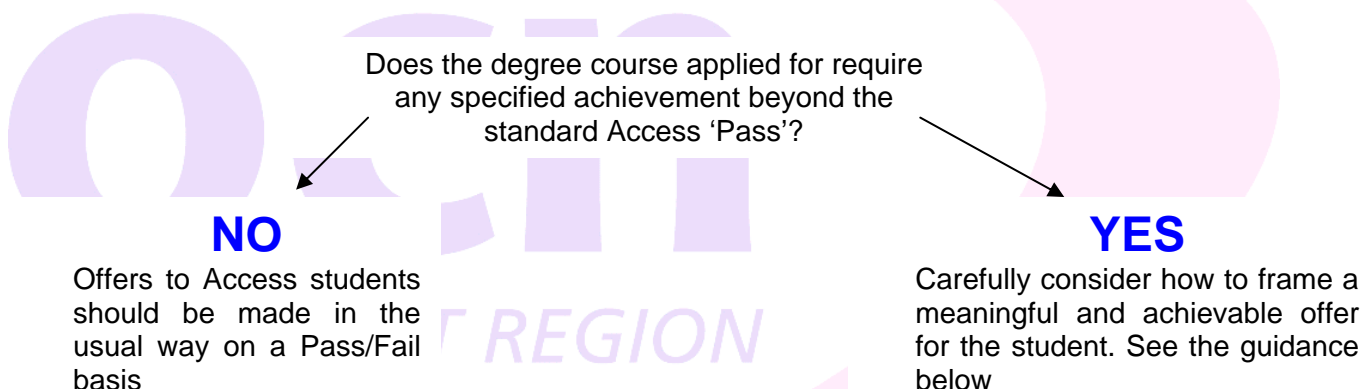 ocn
Does the degree course applied for require
any specified achievement beyond the
standard Access ‘Pass’?
NO
YES
Offers to Access students
should be made in the
usual way on a Pass/Fail
basis
Carefully consider how to frame a
meaningful and achievable offer
for the student. See the guidance
below
REGION